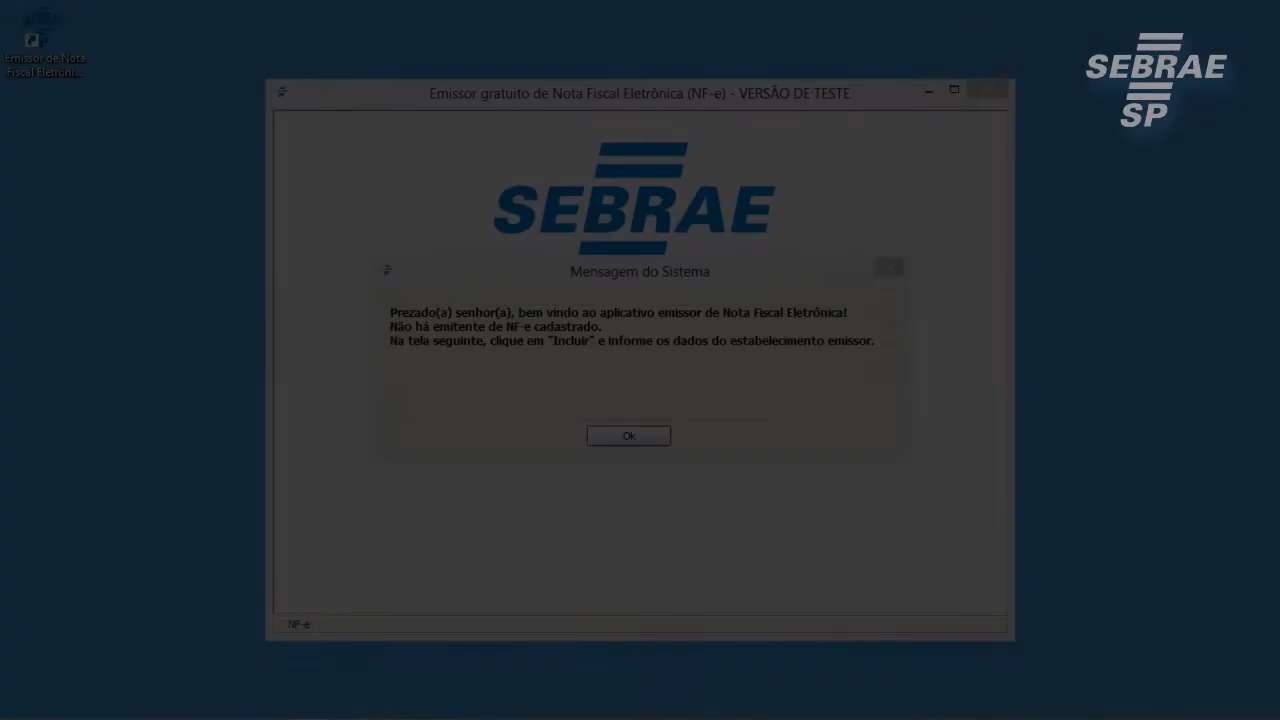 Emissor de Nota
Fiscal Eletrôni...
SEBRAE
SP
Emissor gratuito de Nota Fiscal Eletrônica (NF-e) - VERSÃO DE TESTE
SEBRAE
Mensagem do Sistema
Prezado(a) senhor(a), bem vindo ao aplicativo emissor de Nota Fiscal Eletrônica!
Não há emitente de NF-e cadastrado.
Na tela seguinte, clique em "Incluir" e informe os dados do estabelecimento emissor.
Ok
NF-e